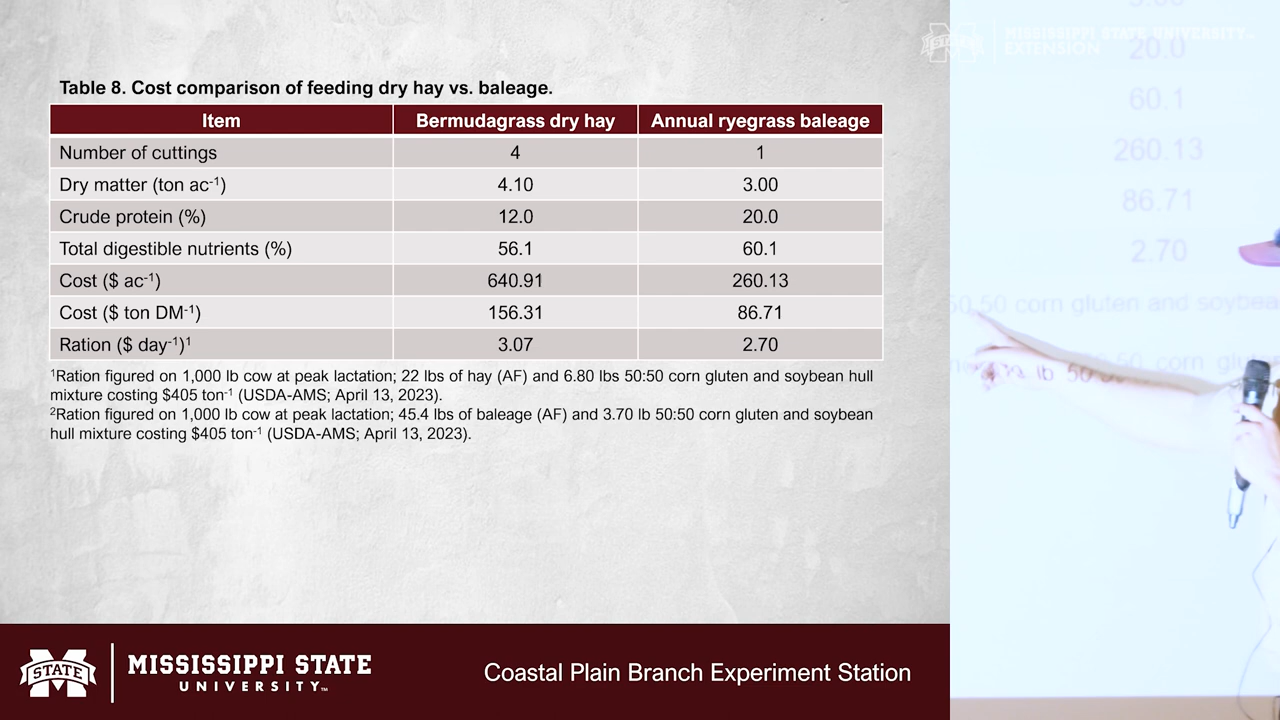 Table 8. Cost comparison of feeding dry hay vs. baleage.
Item Bermudagrass dry hay Annual ryegrass baleage
Number of cuttings 4 1
Dry matter (ton ac-1) 4.10 3.00
Crude protein (%) 12.0 20.0
Total digestible nutrients (%) 56.1 60.1
Cost ($ ac-1) 640.91 260.13
Cost ($ ton DM-1) 156.31 86.71
Ration ($ day-1)1 3.07 2.70
1Ration figured on 1,000 lb cow at peak lactation; 22 lbs of hay (AF) and 6.80 lbs 50:50 corn gluten and soybean hull
mixture costing $405 ton-1 (USDA-AMS; April 13, 2023).
2Ration figured on 1,000 lb cow at peak lactation; 45.4 lbs of baleage (AF) and 3.70 lb 50:50 corn gluten and soybean
hull mixture costing $405 ton-1 (USDA-AMS; April 13, 2023).
STATE
MISSISSIPPI STATE
UNIVERSITY™
Coastal Plain Branch Experiment Station
STATE
MISSISSIPPI STATE UNIVERSITY™
EXTENSION
20.0
60.1
260.13
86.71
2.70
50:50 corn gluten and soybea
lb 50